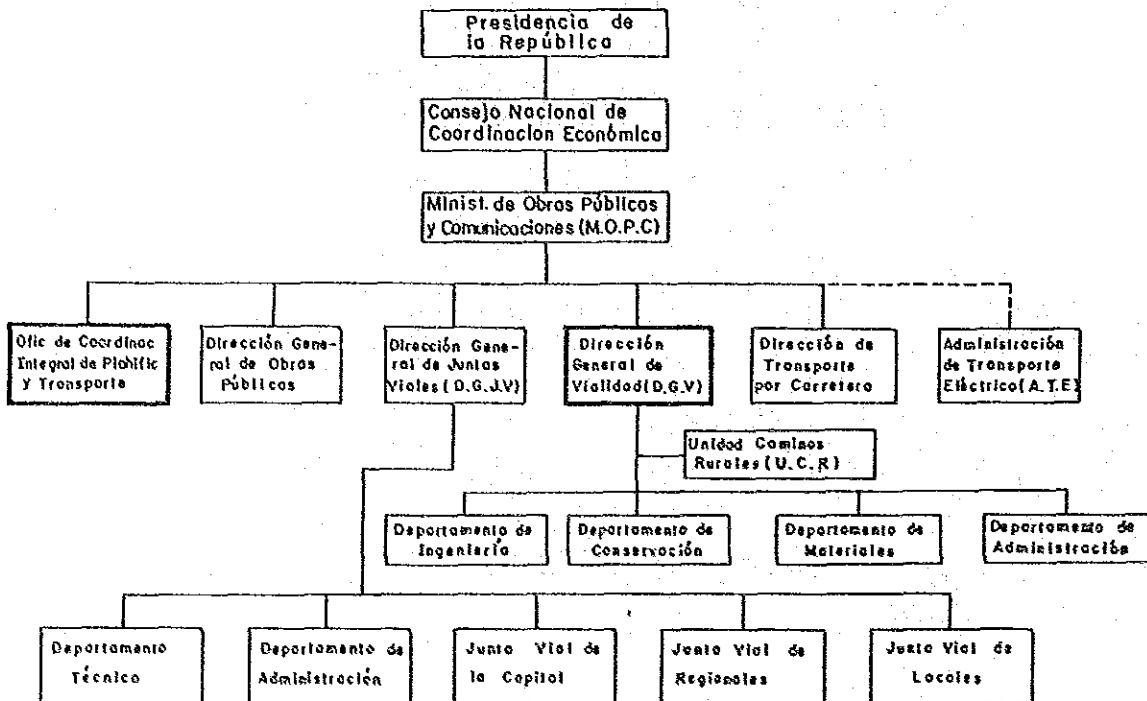 Presidencia de
la República
Consejo Nacional de
Coordinacion Económica
Minist. de Obras Públicas
y Comunicaciones (M.O.P.C)
Ofic de Coordinac
Integral de Planific
y Transporte
Dirección Gene-
ral de Obras
Públicas
Dirección Gene-
ral de Juntas
Viales (D.G.J.V)
Dirección
General de
Vialidad (D.G.V)
Dirección de
Transporte
por Carretera
Administración
de Transporte
Eléctrico (A.T.E)
Unidad Caminos
Rurales (U.C.R)
Departamento de
Ingeniería
Departamento de
Conservación
Departamento de
Materiales
Departamento de
Administración
Departamento
Técnico
Departamento de
Administración
Junta Vial de
la Capital
Junta Vial de
Regionales
Junta Vial de
Locales